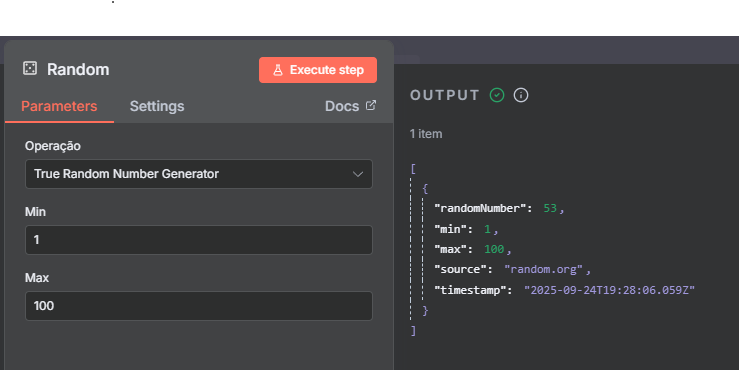 Random
Execute step
Parameters
Settings
Docs
Operação
True Random Number Generator
Min
1
Max
100
OUTPUT
1 item
[
{
"randomNumber": 53,
"min": 1,
"max": 100,
"source": "random.org",
"timestamp": "2025-09-24T19:28:06.059Z"
}
]